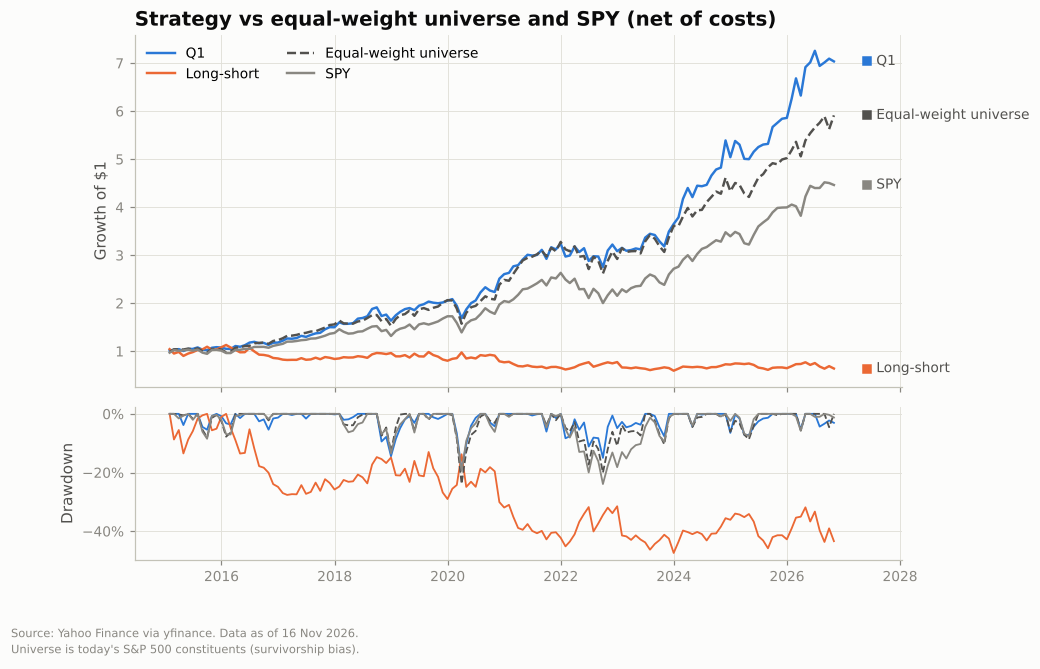 Strategy vs equal-weight universe and SPY (net of costs)
Q1
Long-short
Equal-weight universe
SPY
Growth of $1
7
6
5
4
3
2
1
Q1
Equal-weight universe
SPY
Long-short
Drawdown
0%
−20%
−40%
2016
2018
2020
2022
2024
2026
2028
Source: Yahoo Finance via yfinance. Data as of 16 Nov 2026.
Universe is today's S&P 500 constituents (survivorship bias).